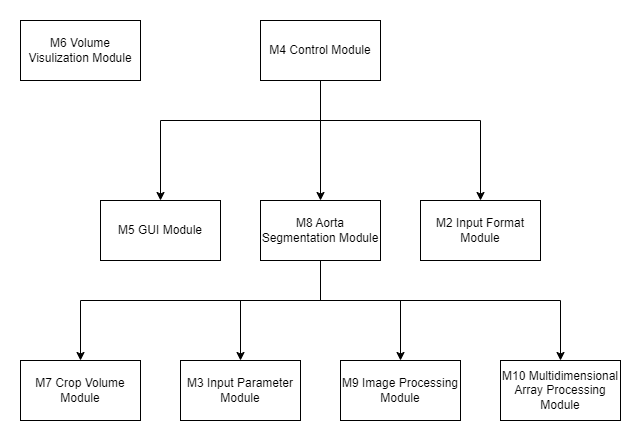 M6 Volume
Visulization Module
M4 Control Module
M5 GUI Module
M8 Aorta
Segmentation Module
M2 Input Format
Module
M7 Crop Volume
Module
M3 Input Parameter
Module
M9 Image Processing
Module
M10 Multidimensional
Array Processing
Module